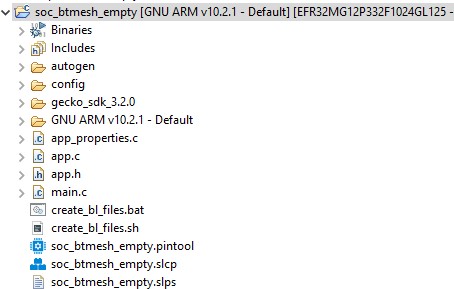 soc_btmesh_empty [GNU ARM v10.2.1 - Default] [EFR32MG12P332F1024GL125 -
Binaries
Includes
autogen
config
gecko_sdk_3.2.0
GNU ARM v10.2.1 - Default
app_properties.c
app.c
app.h
main.c
create_bl_files.bat
create_bl_files.sh
soc_btmesh_empty.pintool
soc_btmesh_empty.slcp
soc_btmesh_empty.slps